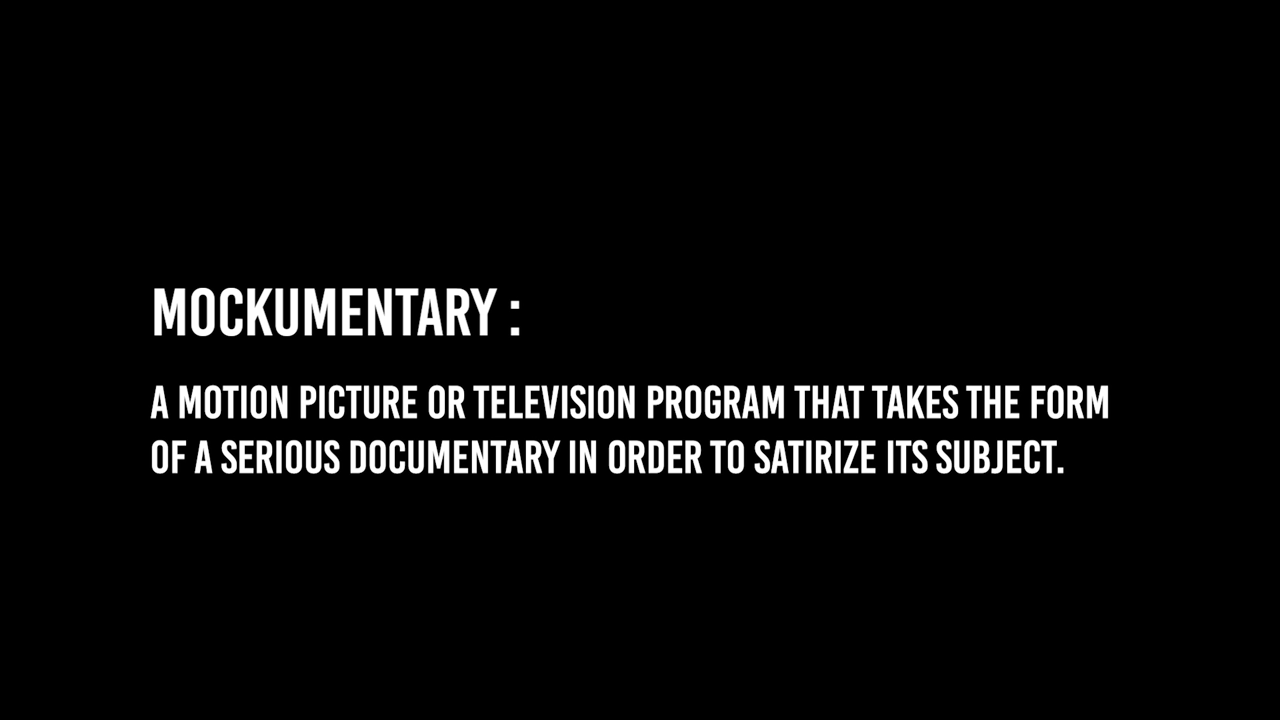 MOCKUMENTARY :
A MOTION PICTURE OR TELEVISION PROGRAM THAT TAKES THE FORM
OF A SERIOUS DOCUMENTARY IN ORDER TO SATIRIZE ITS SUBJECT.